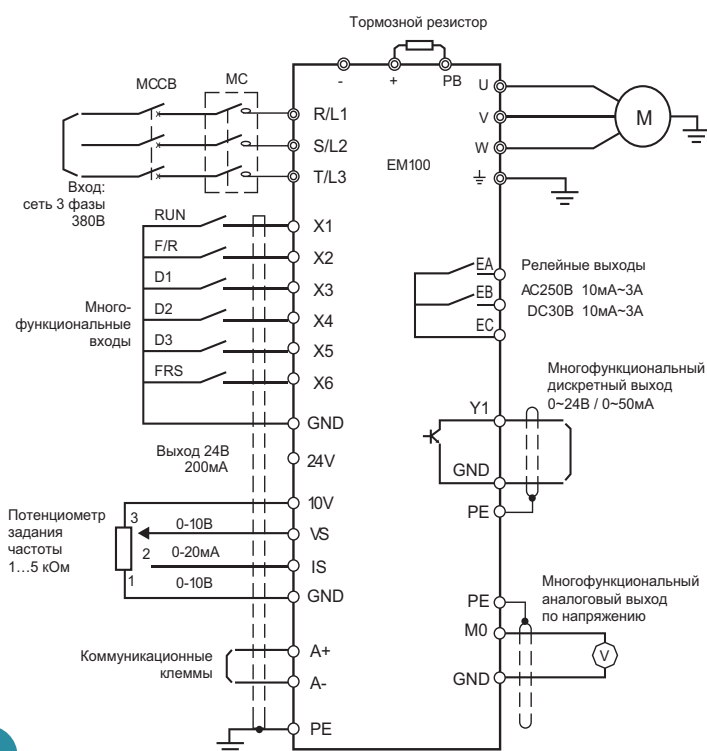 Тормозной резистор
- + PB
MCCB MC
R/L1
S/L2
T/L3
Вход:
сеть 3 фазы
380В
EM100
U
V
W
M
RUN X1
F/R X2
D1 X3
D2 X4
D3 X5
FRS X6
Много-
функциональные
входы
GND
Выход 24В
200мА
24V
EA
EB
EC
Релейные выходы
AC250В 10мА~3А
DC30В 10мА~3А
Многофункциональный
дискретный выход
0~24В / 0~50мА
Y1
GND
PE
Потенциометр
задания
частоты
1…5 кОм
3
2
1
10V
0-10В VS
0-20мА IS
0-10В GND
Многофункциональный
аналоговый выход
по напряжению
PE
M0
GND
V
Коммуникационные
клеммы
A+
A-
PE